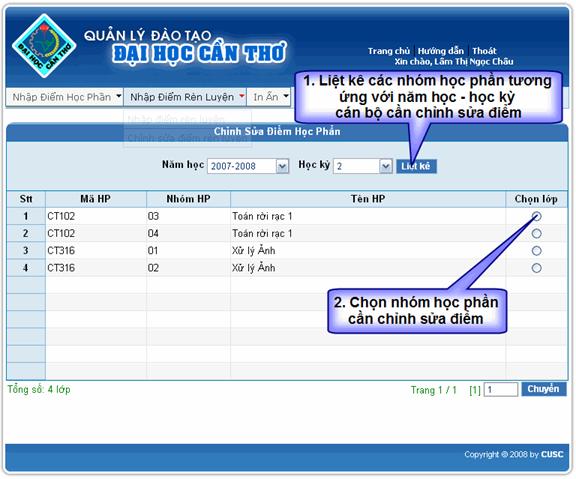 QUẢN LÝ ĐÀO TẠO
ĐẠI HỌC CẦN THƠ
ĐẠI HỌC CẦN THƠ
Trang chủ | Hướng dẫn | Thoát
Xin chào, Lâm Thị Ngọc Châu
Nhập Điểm Học Phần Nhập Điểm Rèn Luyện In Ấn
Nhập điểm rèn luyện
Chỉnh sửa điểm rèn luyện
1. Liệt kê các nhóm học phần tương
ứng với năm học - học kỳ
cán bộ cần chỉnh sửa điểm
Chỉnh Sửa Điểm Học Phần
Năm học 2007-2008 Học kỳ 2 Liệt kê
Stt Mã HP Nhóm HP Tên HP Chọn lớp
1 CT102 03 Toán rời rạc 1
2 CT102 04 Toán rời rạc 1
3 CT316 01 Xử lý Ảnh
4 CT316 02 Xử lý Ảnh
2. Chọn nhóm học phần
cần chỉnh sửa điểm
Tổng số: 4 lớp Trang 1 / 1 [1] 1 Chuyển
Copyright © 2008 by CUSC